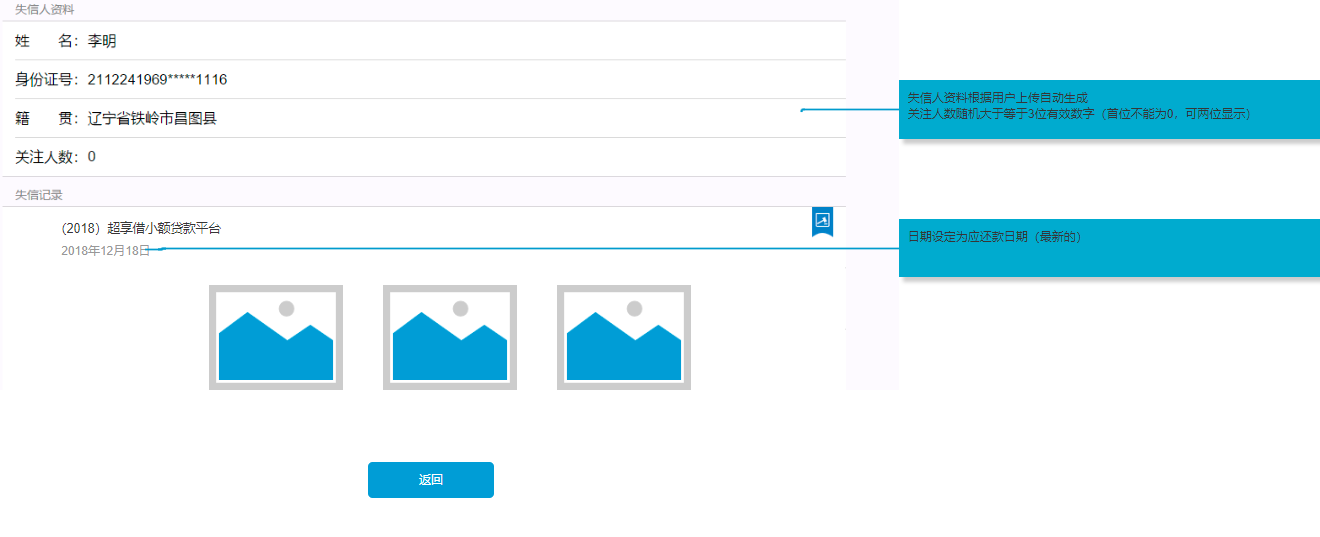 失信人资料
姓 名：李明
身份证号：2112241969*****1116
籍 贯：辽宁省铁岭市昌图县
关注人数：0
失信人资料根据用户上传自动生成
关注人数随机大于等于3位有效数字（首位不能为0，可两位显示）
失信记录
（2018）超享借小额贷款平台
2018年12月18日
日期设定为应还款日期（最新的）
返回